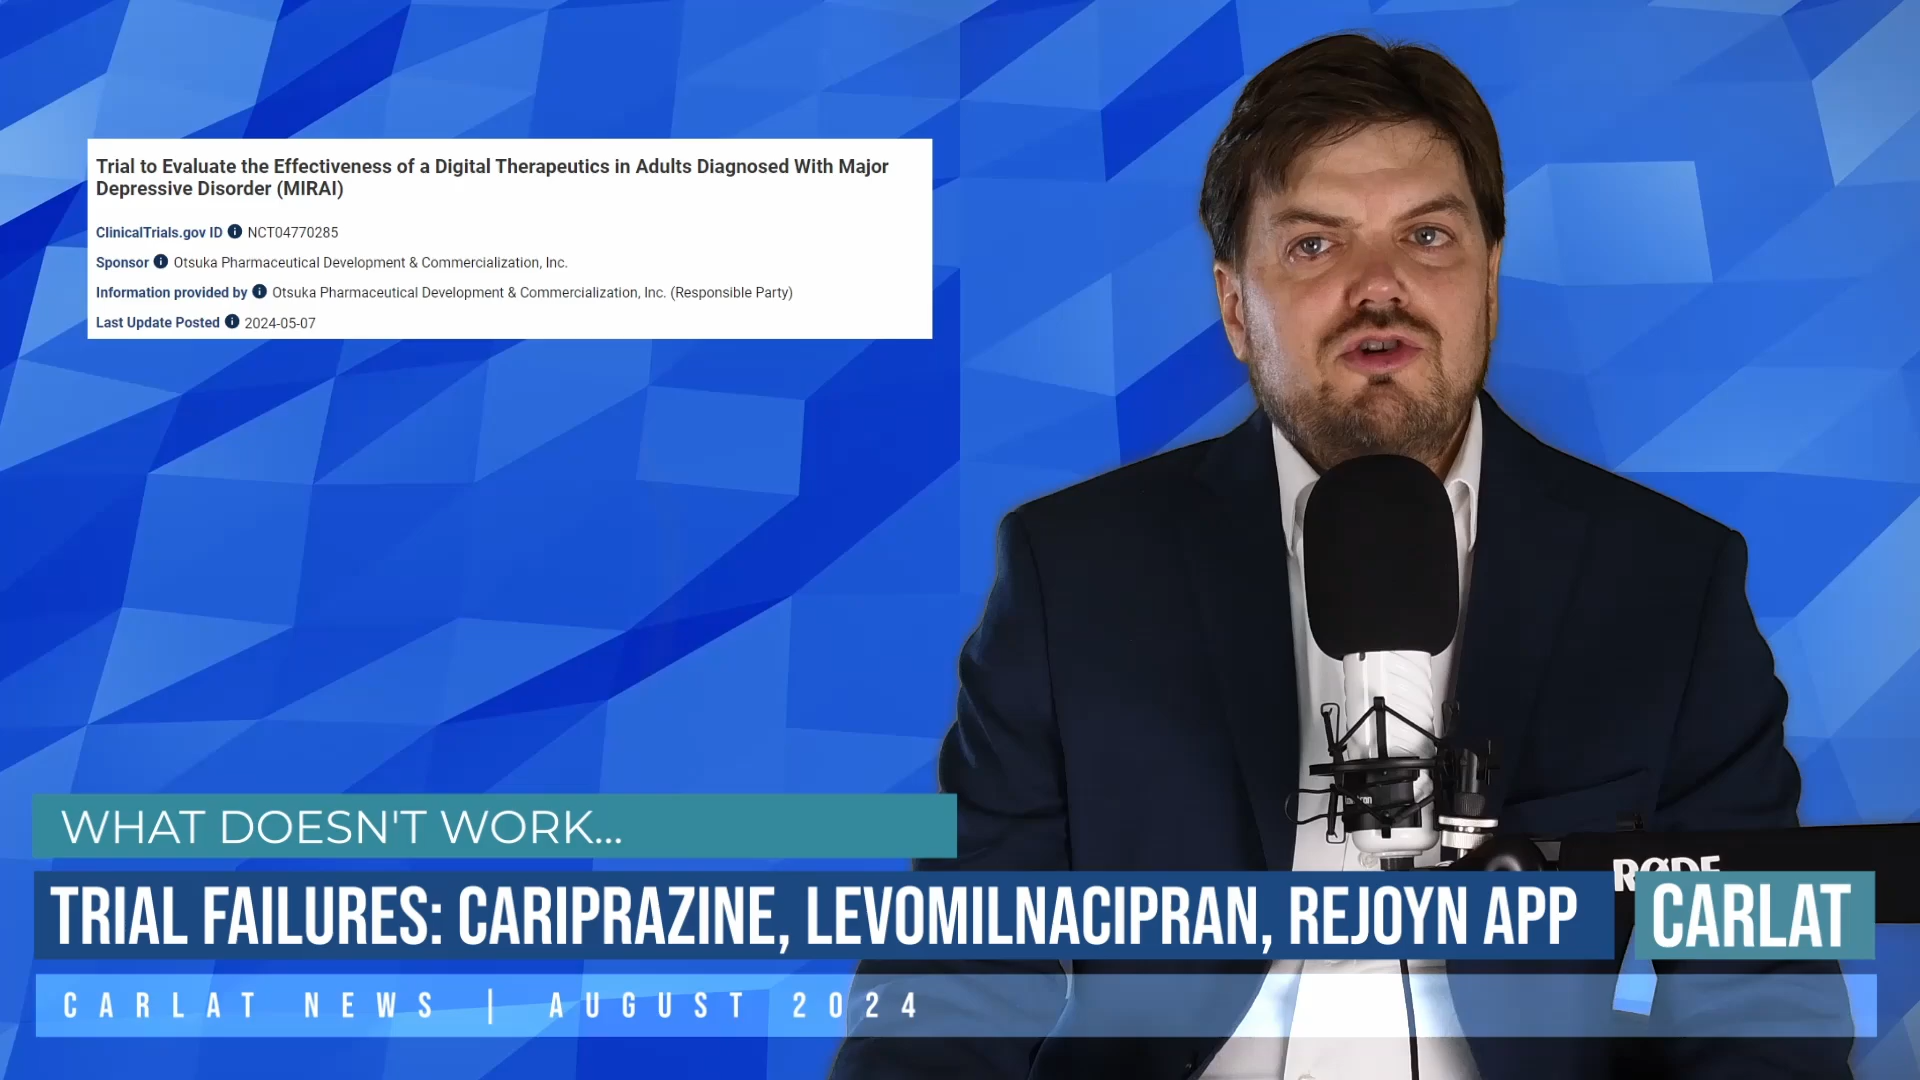 Trial to Evaluate the Effectiveness of a Digital Therapeutics in Adults Diagnosed With Major
Depressive Disorder (MIRAI)
ClinicalTrials.gov ID NCT04770285
Sponsor Otsuka Pharmaceutical Development & Commercialization, Inc.
Information provided by Otsuka Pharmaceutical Development & Commercialization, Inc. (Responsible Party)
Last Update Posted 2024-05-07
WHAT DOESN'T WORK...
RØDE
TRIAL FAILURES: CARIPRAZINE, LEVOMILNACIPRAN, REJOYN APP
CARLAT
CARLAT NEWS | AUGUST 2024